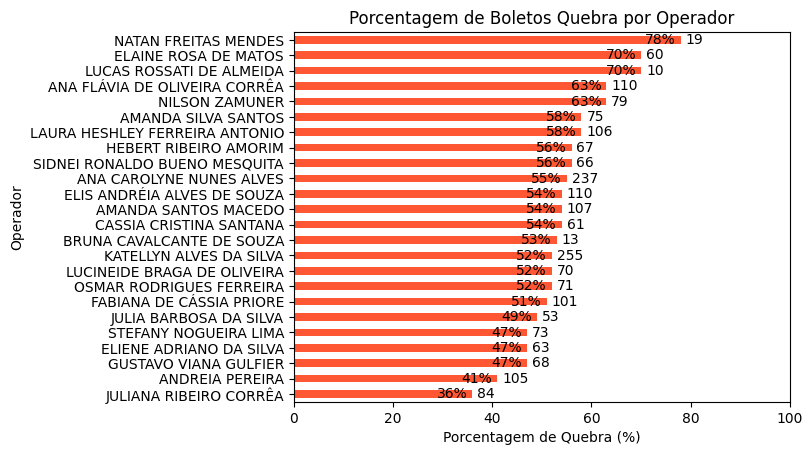 Porcentagem de Boletos Quebra por Operador
NATAN FREITAS MENDES 78% 19
ELAINE ROSA DE MATOS 70% 60
LUCAS ROSSATI DE ALMEIDA 70% 10
ANA FLÁVIA DE OLIVEIRA CORRÊA 63% 110
NILSON ZAMUNER 63% 79
AMANDA SILVA SANTOS 58% 75
LAURA HESHLEY FERREIRA ANTONIO 58% 106
HEBERT RIBEIRO AMORIM 56% 67
SIDNEI RONALDO BUENO MESQUITA 56% 66
ANA CAROLYNE NUNES ALVES 55% 237
ELIS ANDRÉIA ALVES DE SOUZA 54% 110
AMANDA SANTOS MACEDO 54% 107
CASSIA CRISTINA SANTANA 54% 61
BRUNA CAVALCANTE DE SOUZA 53% 13
KATELLYN ALVES DA SILVA 52% 255
LUCINEIDE BRAGA DE OLIVEIRA 52% 70
OSMAR RODRIGUES FERREIRA 52% 71
FABIANA DE CÁSSIA PRIORE 51% 101
JULIA BARBOSA DA SILVA 49% 53
STEFANY NOGUEIRA LIMA 47% 73
ELIENE ADRIANO DA SILVA 47% 63
GUSTAVO VIANA GULFIER 47% 68
ANDREIA PEREIRA 41% 105
JULIANA RIBEIRO CORRÊA 36% 84
Operador
0 20 40 60 80 100
Porcentagem de Quebra (%)